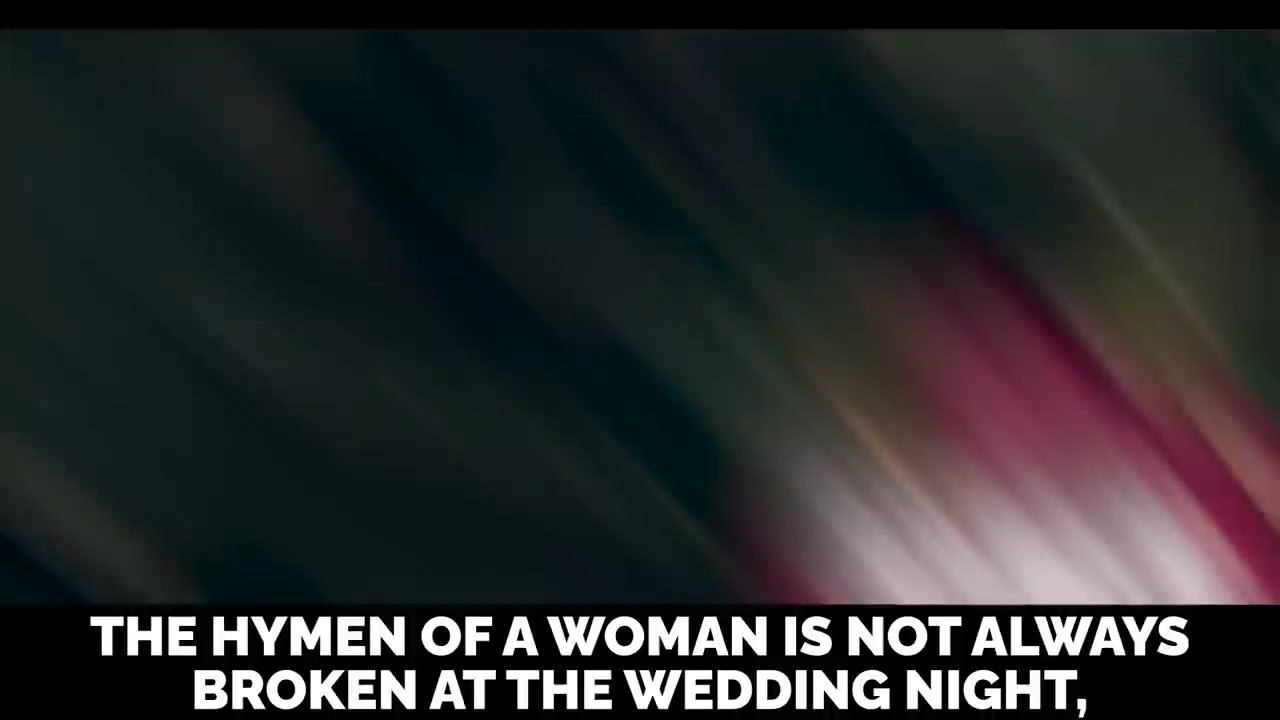 THE HYMEN OF A WOMAN IS NOT ALWAYS
BROKEN AT THE WEDDING NIGHT,